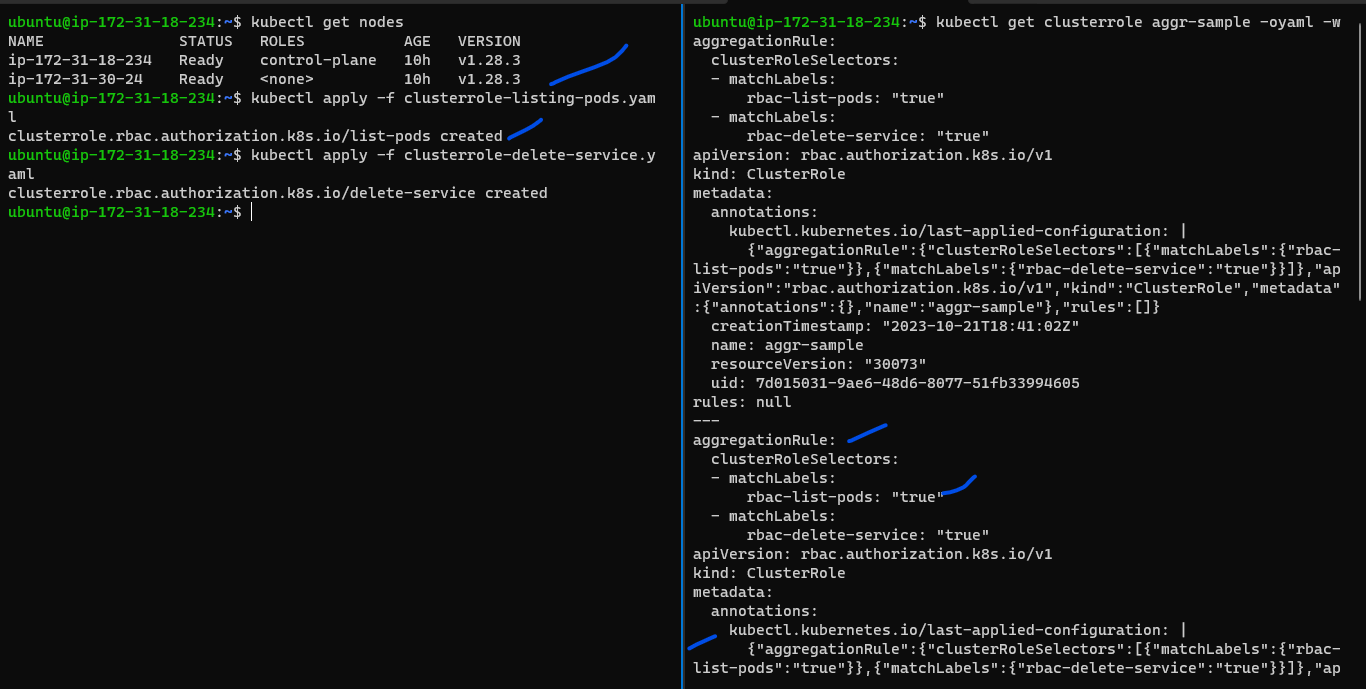 ubuntu@ip-172-31-18-234:~$ kubectl get nodes
NAME               STATUS   ROLES           AGE   VERSION
ip-172-31-18-234   Ready    control-plane   10h   v1.28.3
ip-172-31-30-24    Ready    <none>          10h   v1.28.3
ubuntu@ip-172-31-18-234:~$ kubectl apply -f clusterrole-listing-pods.yam
l
clusterrole.rbac.authorization.k8s.io/list-pods created
ubuntu@ip-172-31-18-234:~$ kubectl apply -f clusterrole-delete-service.y
aml
clusterrole.rbac.authorization.k8s.io/delete-service created
ubuntu@ip-172-31-18-234:~$
ubuntu@ip-172-31-18-234:~$ kubectl get clusterrole aggr-sample -oyaml -w
aggregationRule:
  clusterRoleSelectors:
  - matchLabels:
      rbac-list-pods: "true"
  - matchLabels:
      rbac-delete-service: "true"
apiVersion: rbac.authorization.k8s.io/v1
kind: ClusterRole
metadata:
  annotations:
    kubectl.kubernetes.io/last-applied-configuration: |
      {"aggregationRule":{"clusterRoleSelectors":[{"matchLabels":{"rbac-
list-pods":"true"}},{"matchLabels":{"rbac-delete-service":"true"}}]},"ap
iVersion":"rbac.authorization.k8s.io/v1","kind":"ClusterRole","metadata"
:{"annotations":{},"name":"aggr-sample"},"rules":[]}
  creationTimestamp: "2023-10-21T18:41:02Z"
  name: aggr-sample
  resourceVersion: "30073"
  uid: 7d015031-9ae6-48d6-8077-51fb33994605
rules: null
---
aggregationRule:
  clusterRoleSelectors:
  - matchLabels:
      rbac-list-pods: "true"
  - matchLabels:
      rbac-delete-service: "true"
apiVersion: rbac.authorization.k8s.io/v1
kind: ClusterRole
metadata:
  annotations:
    kubectl.kubernetes.io/last-applied-configuration: |
      {"aggregationRule":{"clusterRoleSelectors":[{"matchLabels":{"rbac-
list-pods":"true"}},{"matchLabels":{"rbac-delete-service":"true"}}]},"ap